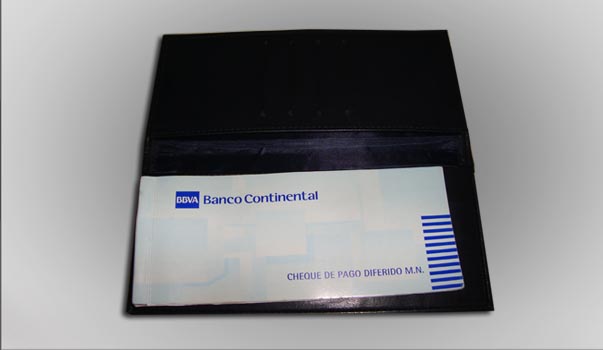 BBVA Banco Continental
CHEQUE DE PAGO DIFERIDO M.N.